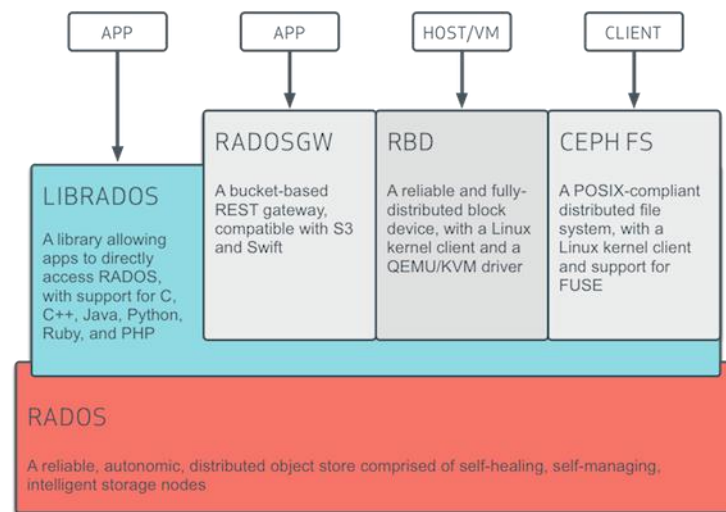 APP
APP
HOST/VM
CLIENT
LIBRADOS
A library allowing
apps to directly
access RADOS,
with support for C,
C++, Java, Python,
Ruby, and PHP
RADOSGW
A bucket-based
REST gateway,
compatible with S3
and Swift
RBD
A reliable and fully-
distributed block
device, with a Linux
kernel client and a
QEMU/KVM driver
CEPH FS
A POSIX-compliant
distributed file
system, with a
Linux kernel client
and support for
FUSE
RADOS
A reliable, autonomic, distributed object store comprised of self-healing, self-managing,
intelligent storage nodes